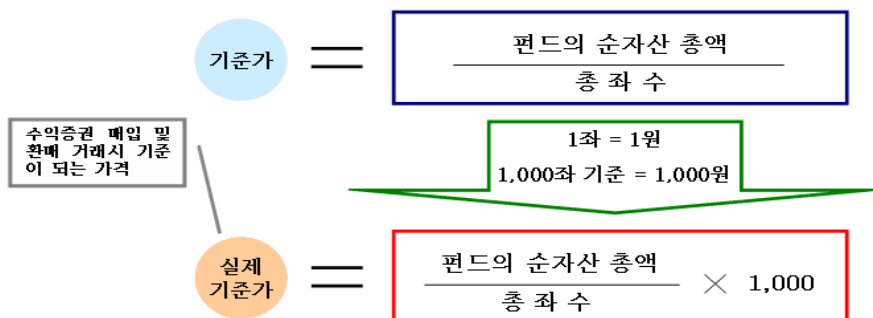 기준가
펀드의 순자산 총액
총 좌 수
수익증권 매입 및
환매 거래시 기준
이 되는 가격
1좌 = 1원
1,000좌 기준 = 1,000원
실제
기준가
펀드의 순자산 총액
총 좌 수
× 1,000